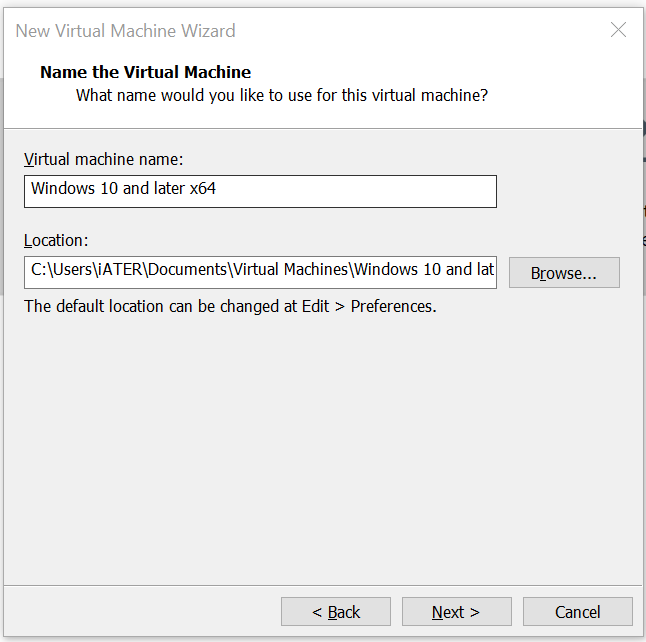 New Virtual Machine Wizard
Name the Virtual Machine
What name would you like to use for this virtual machine?
Virtual machine name:
Windows 10 and later x64
Location:
C:\Users\iATER\Documents\Virtual Machines\Windows 10 and lat
Browse...
The default location can be changed at Edit > Preferences.
< Back
Next >
Cancel